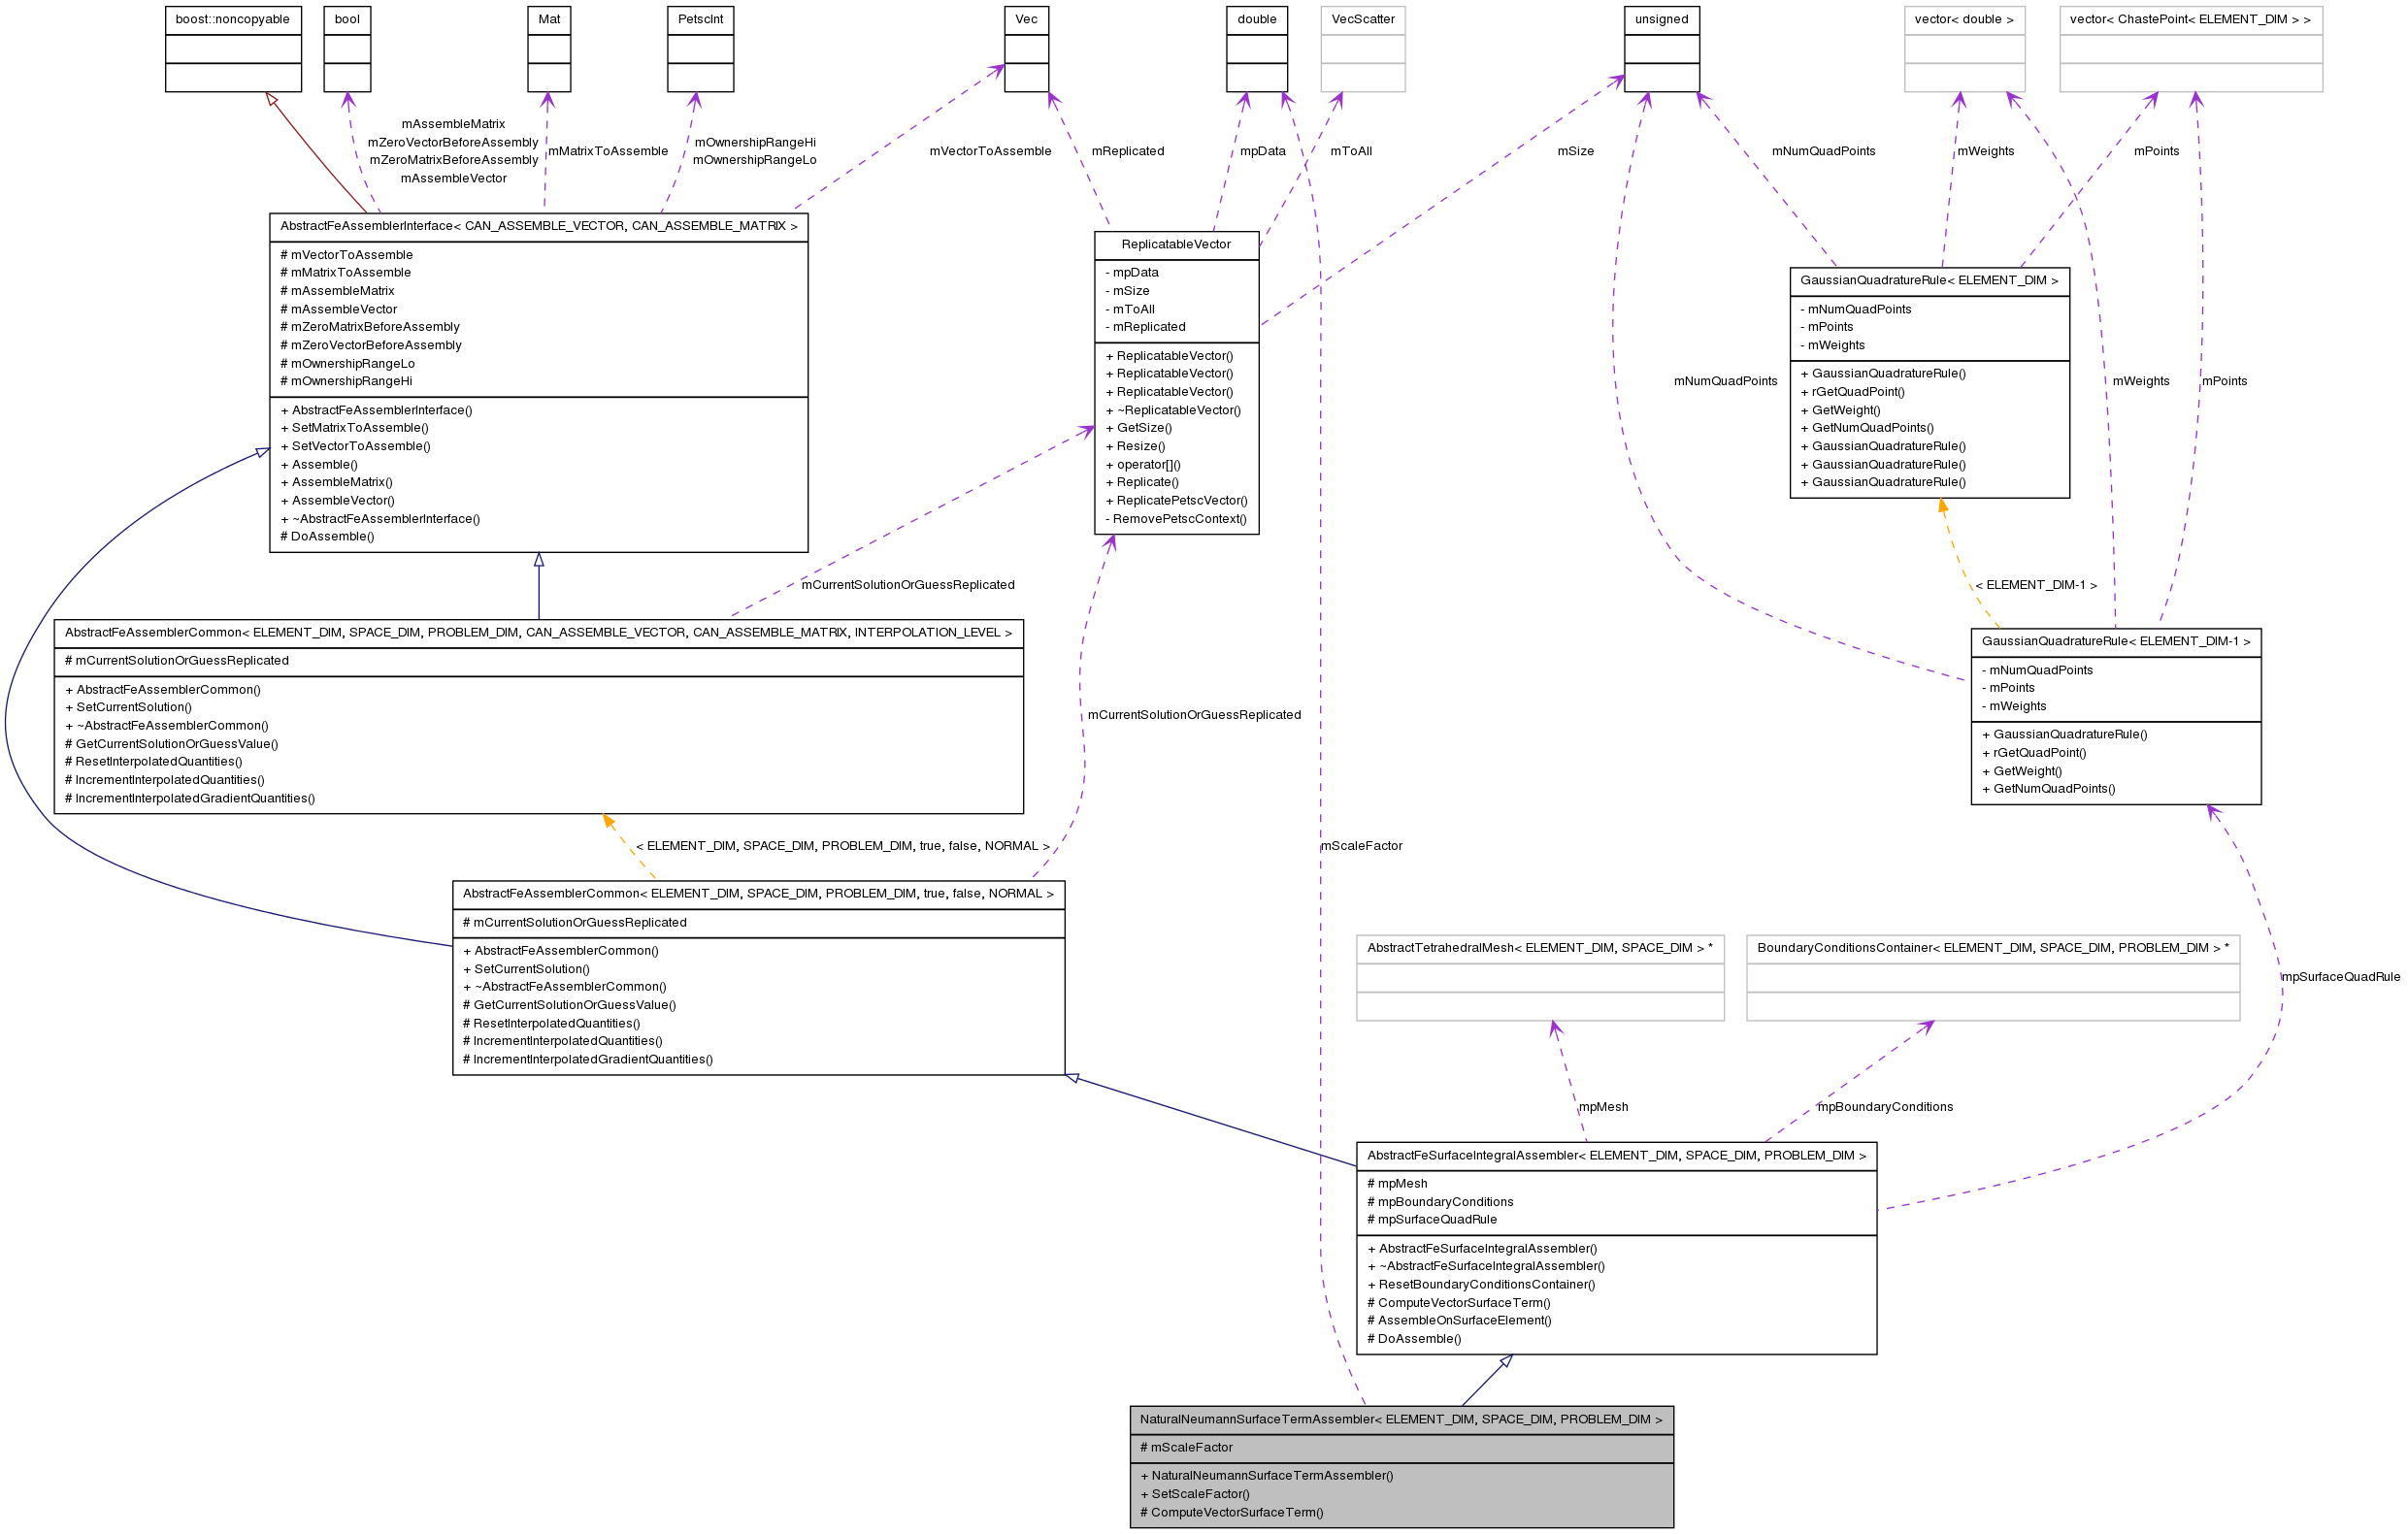 boost::noncopyable
bool
Mat
PetscInt
Vec
double
VecScatter
unsigned
vector< double >
vector< ChastePoint< ELEMENT_DIM > >
mAssembleMatrix
mZeroVectorBeforeAssembly
mZeroMatrixBeforeAssembly
mAssembleVector
mMatrixToAssemble
mOwnershipRangeHi
mOwnershipRangeLo
mVectorToAssemble
mReplicated
mpData
mToAll
mSize
mNumQuadPoints
mWeights
mPoints
AbstractFeAssemblerInterface< CAN_ASSEMBLE_VECTOR, CAN_ASSEMBLE_MATRIX >
# mVectorToAssemble
# mMatrixToAssemble
# mAssembleMatrix
# mAssembleVector
# mZeroMatrixBeforeAssembly
# mZeroVectorBeforeAssembly
# mOwnershipRangeLo
# mOwnershipRangeHi
+ AbstractFeAssemblerInterface()
+ SetMatrixToAssemble()
+ SetVectorToAssemble()
+ Assemble()
+ AssembleMatrix()
+ AssembleVector()
+ ~AbstractFeAssemblerInterface()
# DoAssemble()
ReplicatableVector
- mpData
- mSize
- mToAll
- mReplicated
+ ReplicatableVector()
+ ReplicatableVector()
+ ReplicatableVector()
+ ~ReplicatableVector()
+ GetSize()
+ Resize()
+ operator[]()
+ Replicate()
+ ReplicatePetscVector()
- RemovePetscContext()
GaussianQuadratureRule< ELEMENT_DIM >
- mNumQuadPoints
- mPoints
- mWeights
+ GaussianQuadratureRule()
+ rGetQuadPoint()
+ GetWeight()
+ GetNumQuadPoints()
+ GaussianQuadratureRule()
+ GaussianQuadratureRule()
+ GaussianQuadratureRule()
mNumQuadPoints
mWeights
mPoints
mCurrentSolutionOrGuessReplicated
< ELEMENT_DIM-1 >
AbstractFeAssemblerCommon< ELEMENT_DIM, SPACE_DIM, PROBLEM_DIM, CAN_ASSEMBLE_VECTOR, CAN_ASSEMBLE_MATRIX, INTERPOLATION_LEVEL >
# mCurrentSolutionOrGuessReplicated
+ AbstractFeAssemblerCommon()
+ SetCurrentSolution()
+ ~AbstractFeAssemblerCommon()
# GetCurrentSolutionOrGuessValue()
# ResetInterpolatedQuantities()
# IncrementInterpolatedQuantities()
# IncrementInterpolatedGradientQuantities()
GaussianQuadratureRule< ELEMENT_DIM-1 >
- mNumQuadPoints
- mPoints
- mWeights
+ GaussianQuadratureRule()
+ rGetQuadPoint()
+ GetWeight()
+ GetNumQuadPoints()
mCurrentSolutionOrGuessReplicated
< ELEMENT_DIM, SPACE_DIM, PROBLEM_DIM, true, false, NORMAL >
mScaleFactor
AbstractFeAssemblerCommon< ELEMENT_DIM, SPACE_DIM, PROBLEM_DIM, true, false, NORMAL >
# mCurrentSolutionOrGuessReplicated
+ AbstractFeAssemblerCommon()
+ SetCurrentSolution()
+ ~AbstractFeAssemblerCommon()
# GetCurrentSolutionOrGuessValue()
# ResetInterpolatedQuantities()
# IncrementInterpolatedQuantities()
# IncrementInterpolatedGradientQuantities()
AbstractTetrahedralMesh< ELEMENT_DIM, SPACE_DIM > *
BoundaryConditionsContainer< ELEMENT_DIM, SPACE_DIM, PROBLEM_DIM > *
mpSurfaceQuadRule
mpMesh
mpBoundaryConditions
AbstractFeSurfaceIntegralAssembler< ELEMENT_DIM, SPACE_DIM, PROBLEM_DIM >
# mpMesh
# mpBoundaryConditions
# mpSurfaceQuadRule
+ AbstractFeSurfaceIntegralAssembler()
+ ~AbstractFeSurfaceIntegralAssembler()
+ ResetBoundaryConditionsContainer()
# ComputeVectorSurfaceTerm()
# AssembleOnSurfaceElement()
# DoAssemble()
NaturalNeumannSurfaceTermAssembler< ELEMENT_DIM, SPACE_DIM, PROBLEM_DIM >
# mScaleFactor
+ NaturalNeumannSurfaceTermAssembler()
+ SetScaleFactor()
# ComputeVectorSurfaceTerm()